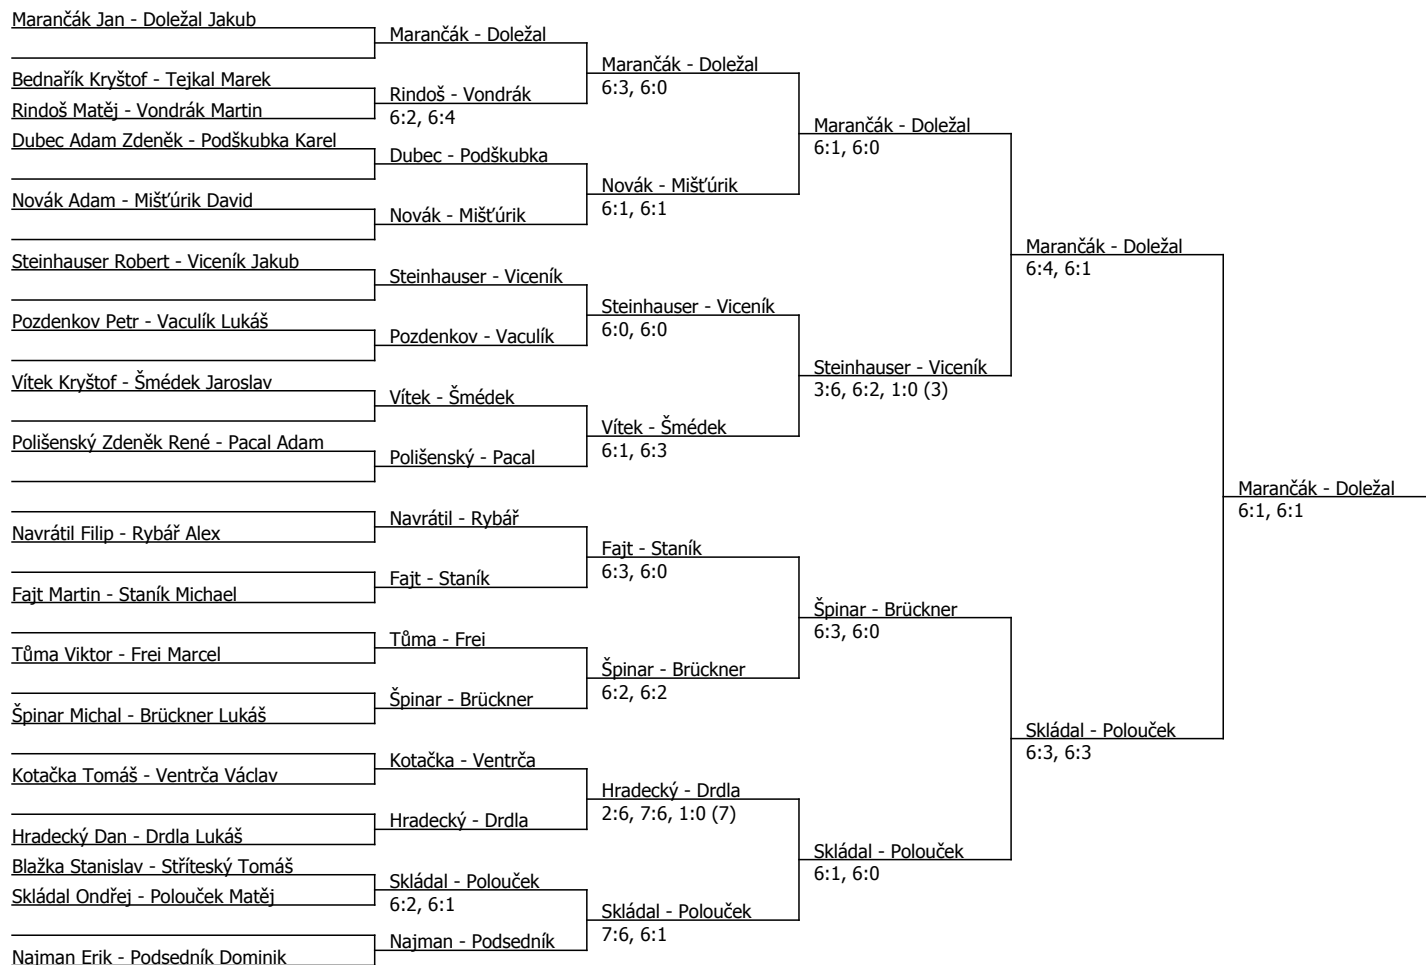 Marančák Jan - Doležal Jakub
Bednařík Kryštof - Tejkal Marek
Rindoš Matěj - Vondrák Martin
Dubec Adam Zdeněk - Podškubka Karel
Novák Adam - Mišťúrik David
Steinhauser Robert - Viceník Jakub
Pozdenkov Petr - Vaculík Lukáš
Vítek Kryštof - Šmédek Jaroslav
Polišenský Zdeněk René - Pacal Adam
Navrátil Filip - Rybář Alex
Fajt Martin - Staník Michael
Tůma Viktor - Frei Marcel
Špinar Michal - Brückner Lukáš
Kotačka Tomáš - Ventrča Václav
Hradecký Dan - Drdla Lukáš
Blažka Stanislav - Stříteský Tomáš
Skládal Ondřej - Polouček Matěj
Najman Erik - Podsedník Dominik
Marančák - Doležal
Rindoš - Vondrák
6:2, 6:4
Dubec - Podškubka
Novák - Mišťúrik
Steinhauser - Viceník
Pozdenkov - Vaculík
Vítek - Šmédek
Polišenský - Pacal
Navrátil - Rybář
Fajt - Staník
Tůma - Frei
Špinar - Brückner
Kotačka - Ventrča
Hradecký - Drdla
Skládal - Polouček
6:2, 6:1
Najman - Podsedník
Marančák - Doležal
6:3, 6:0
Novák - Mišťúrik
6:1, 6:1
Steinhauser - Viceník
6:0, 6:0
Vítek - Šmédek
6:1, 6:3
Fajt - Staník
6:3, 6:0
Špinar - Brückner
6:2, 6:2
Hradecký - Drdla
2:6, 7:6, 1:0 (7)
Skládal - Polouček
7:6, 6:1
Marančák - Doležal
6:1, 6:0
Steinhauser - Viceník
3:6, 6:2, 1:0 (3)
Špinar - Brückner
6:3, 6:0
Skládal - Polouček
6:1, 6:0
Marančák - Doležal
6:4, 6:1
Skládal - Polouček
6:3, 6:3
Marančák - Doležal
6:1, 6:1